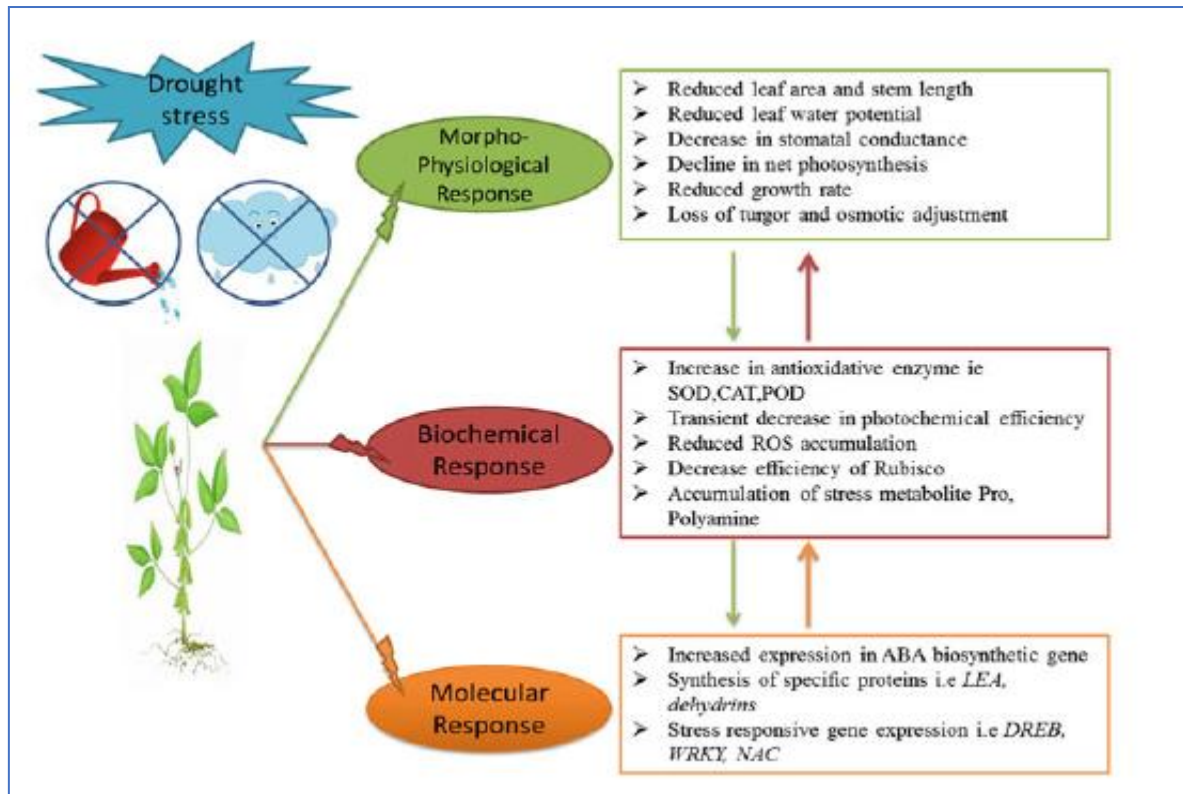 Drought
stress
Morpho-
Physiological
Response
➢ Reduced leaf area and stem length
➢ Reduced leaf water potential
➢ Decrease in stomatal conductance
➢ Decline in net photosynthesis
➢ Reduced growth rate
➢ Loss of turgor and osmotic adjustment
Biochemical
Response
➢ Increase in antioxidative enzyme ie
SOD,CAT,POD
➢ Transient decrease in photochemical efficiency
➢ Reduced ROS accumulation
➢ Decrease efficiency of Rubisco
➢ Accumulation of stress metabolite Pro,
Polyamine
Molecular
Response
➢ Increased expression in ABA biosynthetic gene
➢ Synthesis of specific proteins i.e LEA,
dehydrins
➢ Stress responsive gene expression i.e DREB,
WRKY, NAC